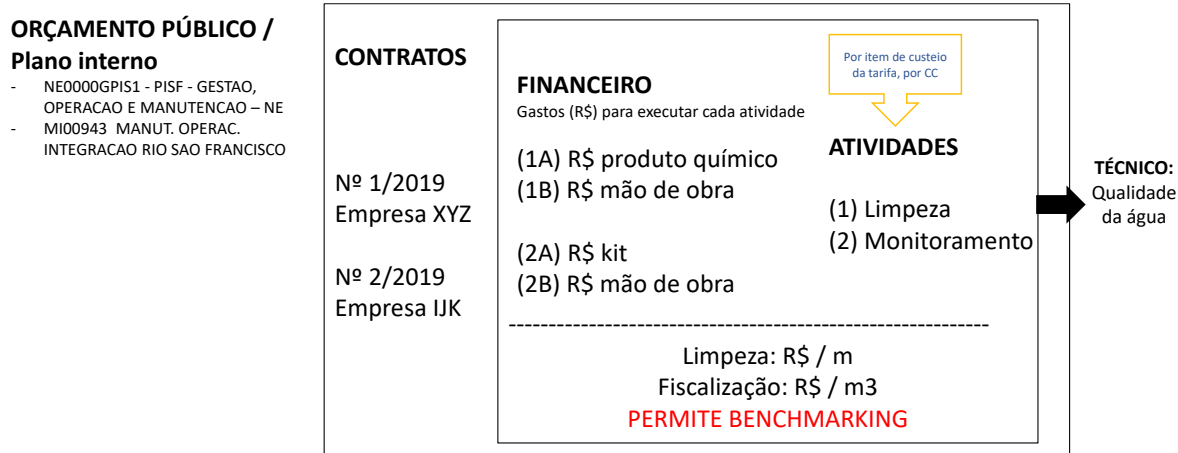 ORÇAMENTO PÚBLICO /
Plano interno
- NE0000GPIS1 - PISF - GESTAO,
OPERACAO E MANUTENCAO – NE
- MI00943 MANUT. OPERAC.
INTEGRACAO RIO SAO FRANCISCO
CONTRATOS
Nº 1/2019
Empresa XYZ
Nº 2/2019
Empresa IJK
FINANCEIRO
Gastos (R$) para executar cada atividade
(1A) R$ produto químico
(1B) R$ mão de obra
(2A) R$ kit
(2B) R$ mão de obra
Por item de custeio
da tarifa, por CC
ATIVIDADES
(1) Limpeza
(2) Monitoramento
------------------------------------------------------------
Limpeza: R$ / m
Fiscalização: R$ / m3
PERMITE BENCHMARKING
TÉCNICO:
Qualidade
da água